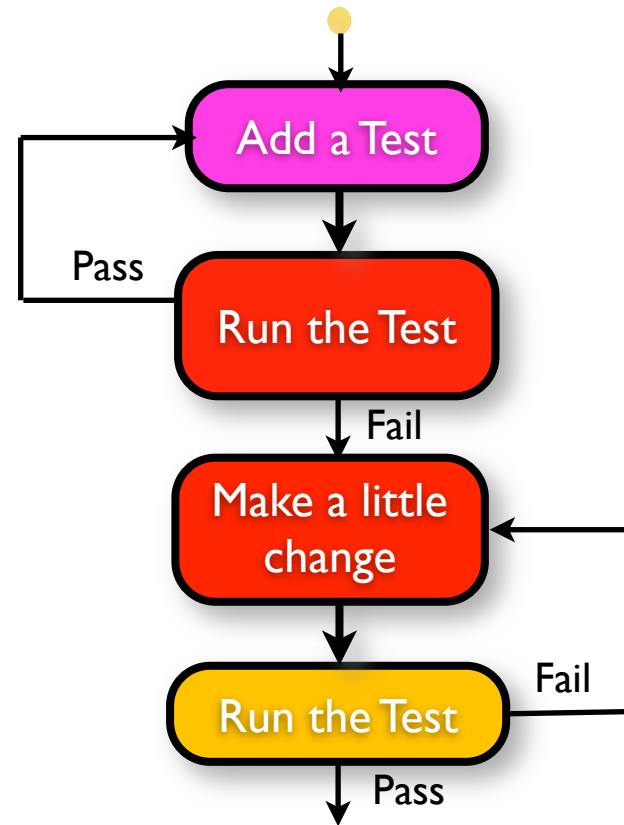 Add a Test
Pass
Run the Test
Fail
Make a little
change
Run the Test
Fail
Pass